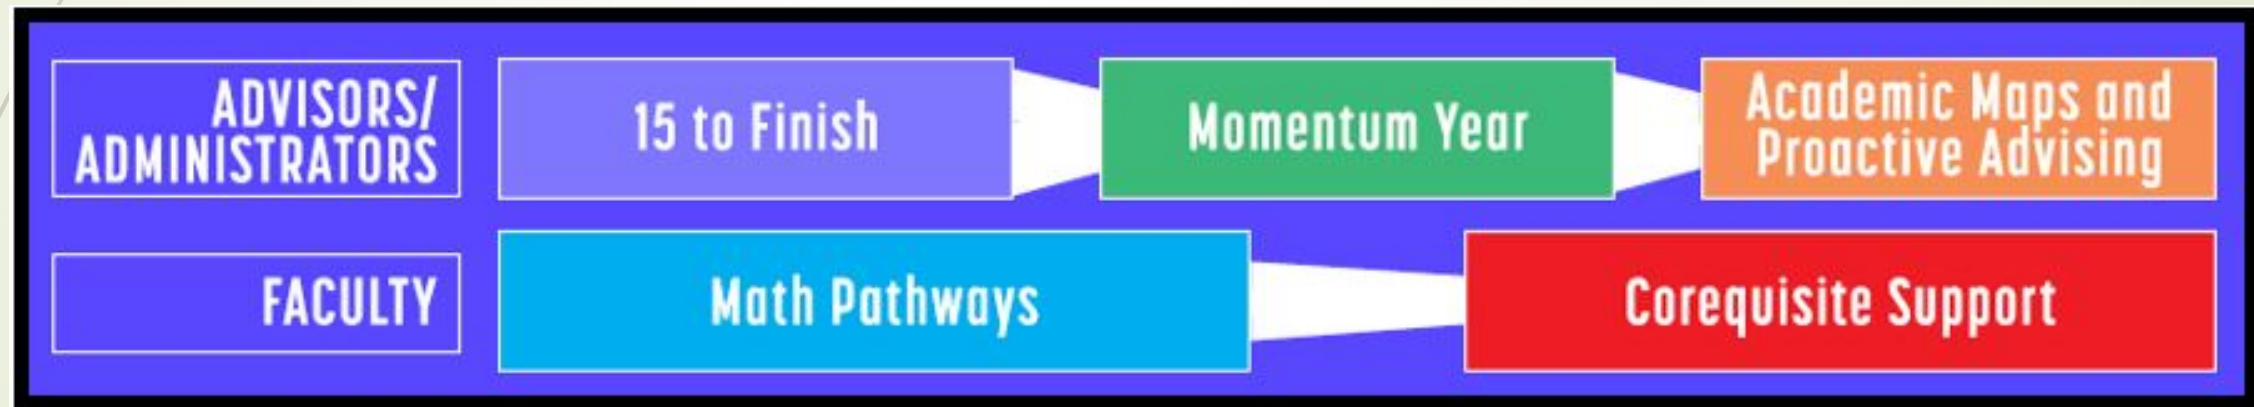 ADVISORS/
ADMINISTRATORS
15 to Finish
Momentum Year
Academic Maps and
Proactive Advising
FACULTY
Math Pathways
Corequisite Support